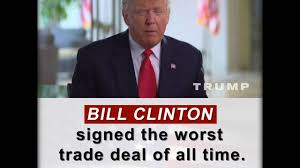 TRUMP
BILL CLINTON
signed the worst
trade deal of all time.